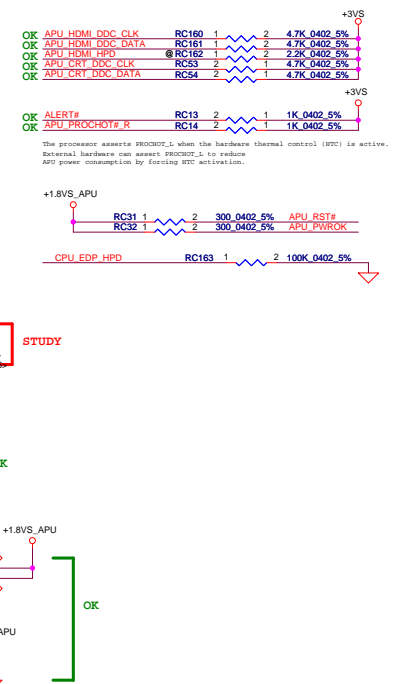 +3VS
OK APU_HDMI_DDC_CLK RC160 1 2 4.7K_0402_5%
OK APU_HDMI_DDC_DATA RC161 1 2 4.7K_0402_5%
OK APU_HDMI_HPD @RC162 1 2 2.2K_0402_5%
OK APU_CRT_DDC_CLK RC53 2 1 4.7K_0402_5%
OK APU_CRT_DDC_DATA RC54 2 1 4.7K_0402_5%
+3VS
OK ALERT# RC13 2 1 1K_0402_5%
OK APU_PROCHOT#_R RC14 2 1 1K_0402_5%
The processor asserts PROCHOT_L when the hardware thermal control (HTC) is active.
External hardware can assert PROCHOT_L to reduce
APU power consumption by forcing HTC activation.
+1.8VS_APU
RC31 1 2 300_0402_5% APU_RST#
RC32 1 2 300_0402_5% APU_PWROK
CPU_EDP_HPD RC163 1 2 100K_0402_5%
STUDY
K
+1.8VS_APU
OK
APU